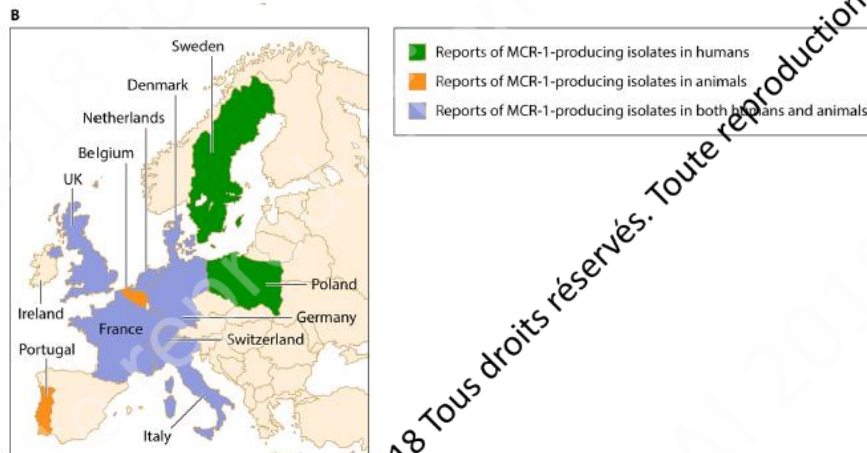 B
Sweden
Denmark
Netherlands
Belgium
UK
Ireland
Portugal
France
Italy
Poland
Germany
Switzerland
Reports of MCR-1-producing isolates in humans
Reports of MCR-1-producing isolates in animals
Reports of MCR-1-producing isolates in both humans and animals
18 Tous droits réservés. Toute reproduction